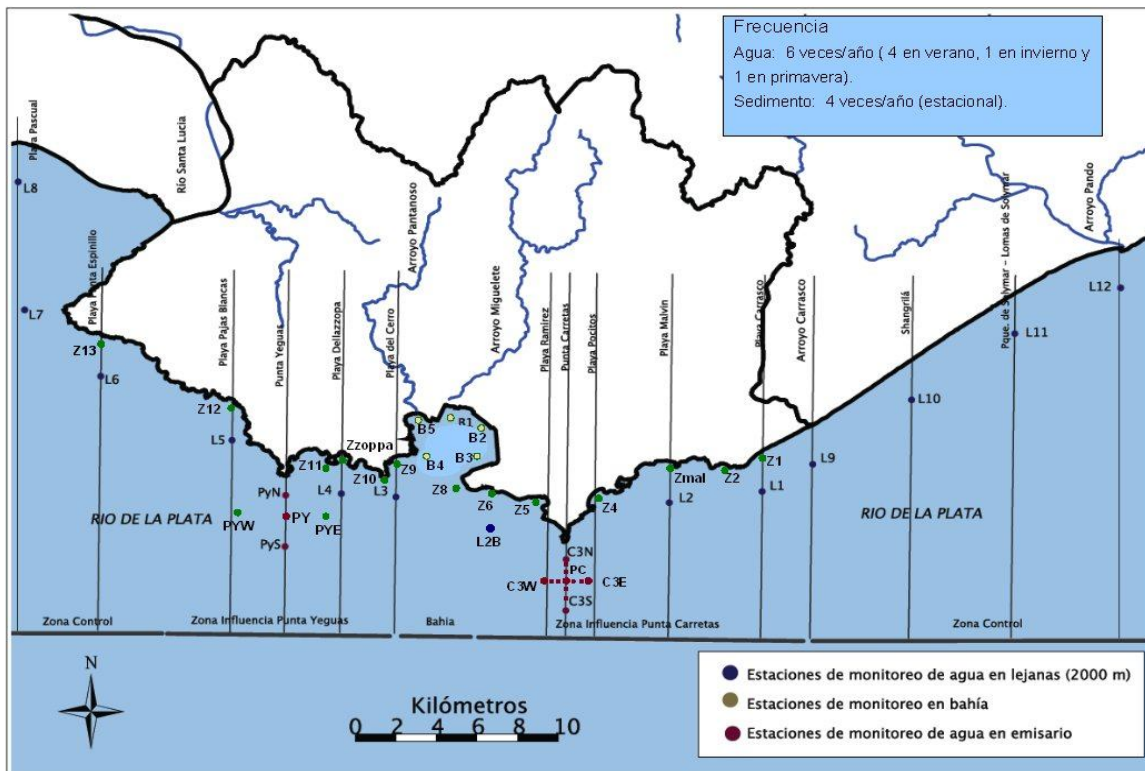 Frecuencia
Agua: 6 veces/año ( 4 en verano, 1 en invierno y
1 en primavera).
Sedimento: 4 veces/año (estacional).
Playa Pascual
Río Santa Lucia
Playa Punta Espinillo
Playa Pajas Blancas
Punta Yeguas
Playa Dellazzopa
Playa del Cerro
Arroyo Pantanoso
Arroyo Miguelete
Playa Ramírez
Punta Carretas
Playa Pocitos
Playa Malvín
Playa Carrasco
Arroyo Carrasco
Shangrilá
Pque. de Solymar - Lomas de Solymar
Arroyo Pando
L8
L7
Z13
L6
Z12
L5
Z11
Zzoppa
L4
Z10
Z9
L3
B5
B1
B2
B4
B3
Z8
Z6
L2B
Z5
Z4
Zmal
L2
Z2
Z1
L1
L9
L10
L11
L12
PyN
PYW
PY
PYE
PyS
C3N
PC
C3W
C3E
C3S
RIO DE LA PLATA
RIO DE LA PLATA
Zona Control
Zona Influencia Punta Yeguas
Bahia
Zona Influencia Punta Carretas
Zona Control
N
Kilómetros
0 2 4 6 8 10
Estaciones de monitoreo de agua en lejanas (2000 m)
Estaciones de monitoreo en bahía
Estaciones de monitoreo de agua en emisario